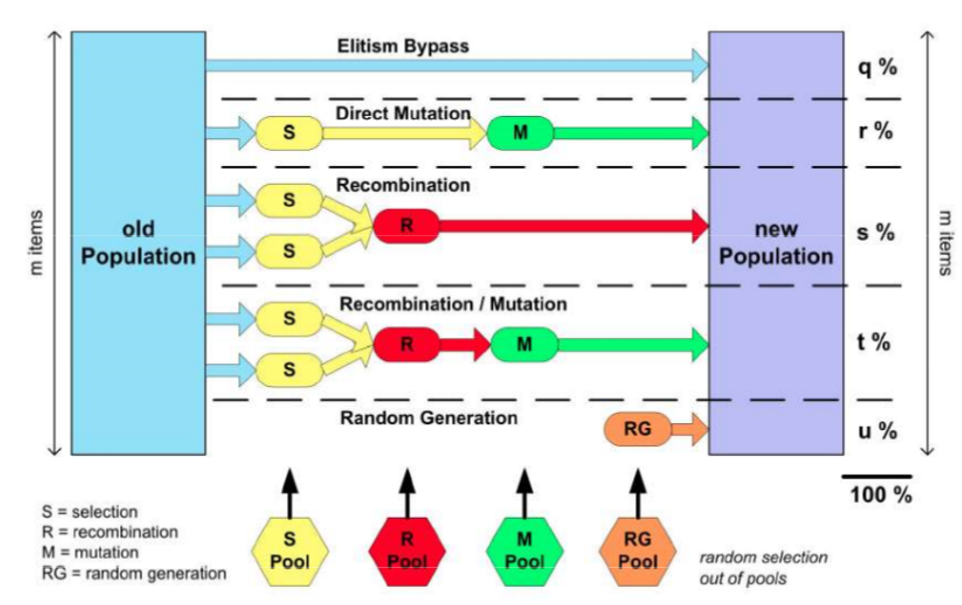 Elitism Bypass
q %
Direct Mutation
S
M
r %
Recombination
S
R
S
s %
m items
old
Population
new
Population
m items
Recombination / Mutation
S
R
M
S
t %
Random Generation
RG
u %
100 %
S = selection
R = recombination
M = mutation
RG = random generation
S
Pool
R
Pool
M
Pool
RG
Pool
random selection
out of pools